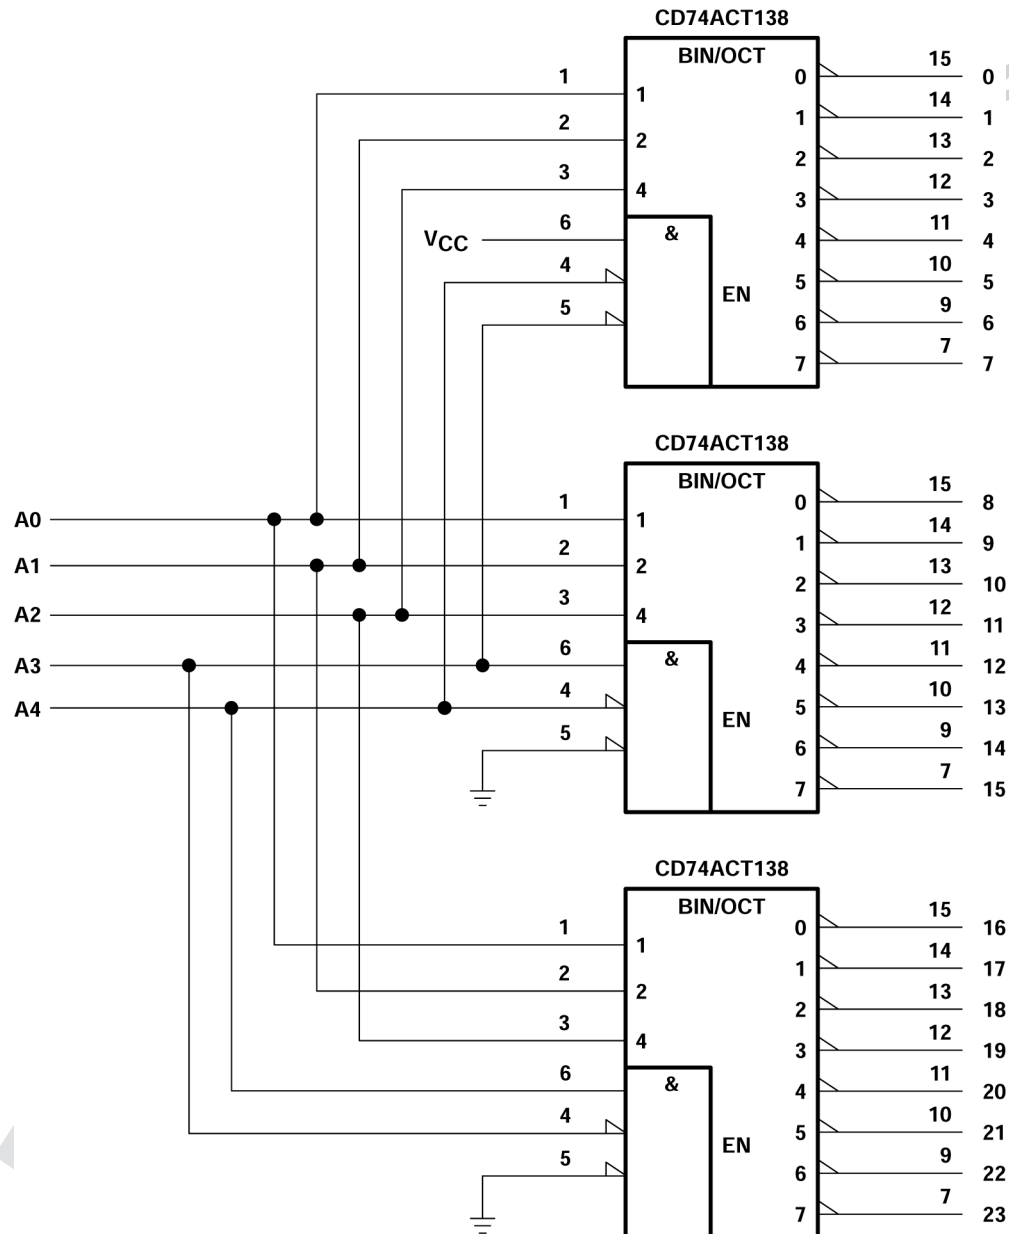 CD74ACT138
BIN/OCT
1 1
2 2
3 4
VCC 6
4
5
&
EN
0 15 0
1 14 1
2 13 2
3 12 3
4 11 4
5 10 5
6 9 6
7 7 7
CD74ACT138
BIN/OCT
A0 1 1
A1 2 2
A2 3 4
A3 6
A4 4
5
&
EN
0 15 8
1 14 9
2 13 10
3 12 11
4 11 12
5 10 13
6 9 14
7 7 15
CD74ACT138
BIN/OCT
1 1
2 2
3 4
6
4
5
&
EN
0 15 16
1 14 17
2 13 18
3 12 19
4 11 20
5 10 21
6 9 22
7 7 23